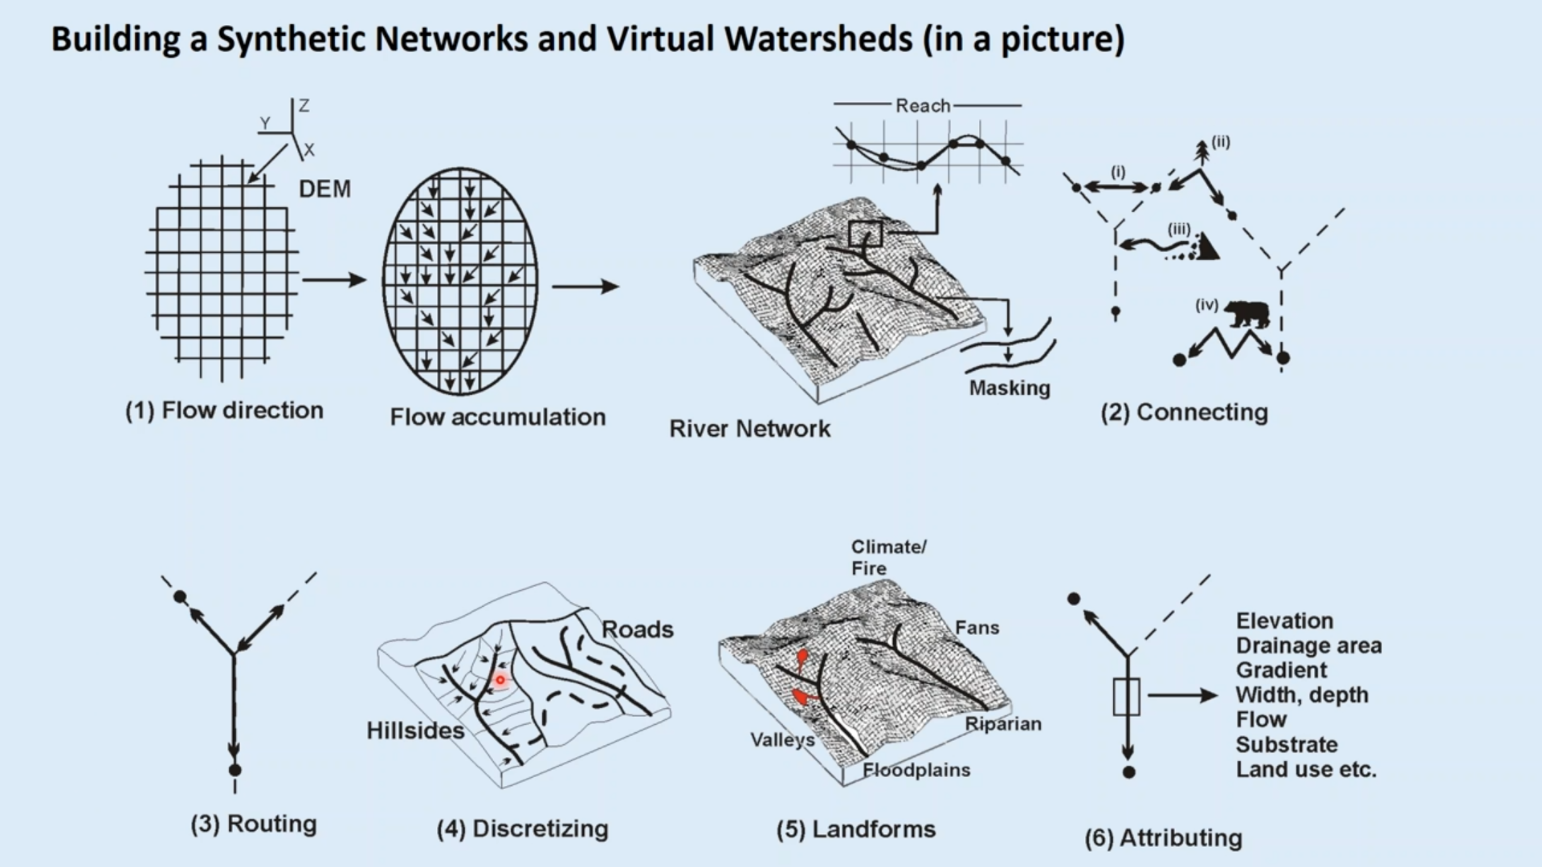 Building a Synthetic Networks and Virtual Watersheds (in a picture)
Z
Y
X
DEM
(1) Flow direction
Flow accumulation
River Network
Reach
Masking
(i)
(ii)
(iii)
(iv)
(2) Connecting
(3) Routing
Roads
Hillsides
(4) Discretizing
Climate/
Fire
Fans
Riparian
Valleys
Floodplains
(5) Landforms
Elevation
Drainage area
Gradient
Width, depth
Flow
Substrate
Land use etc.
(6) Attributing